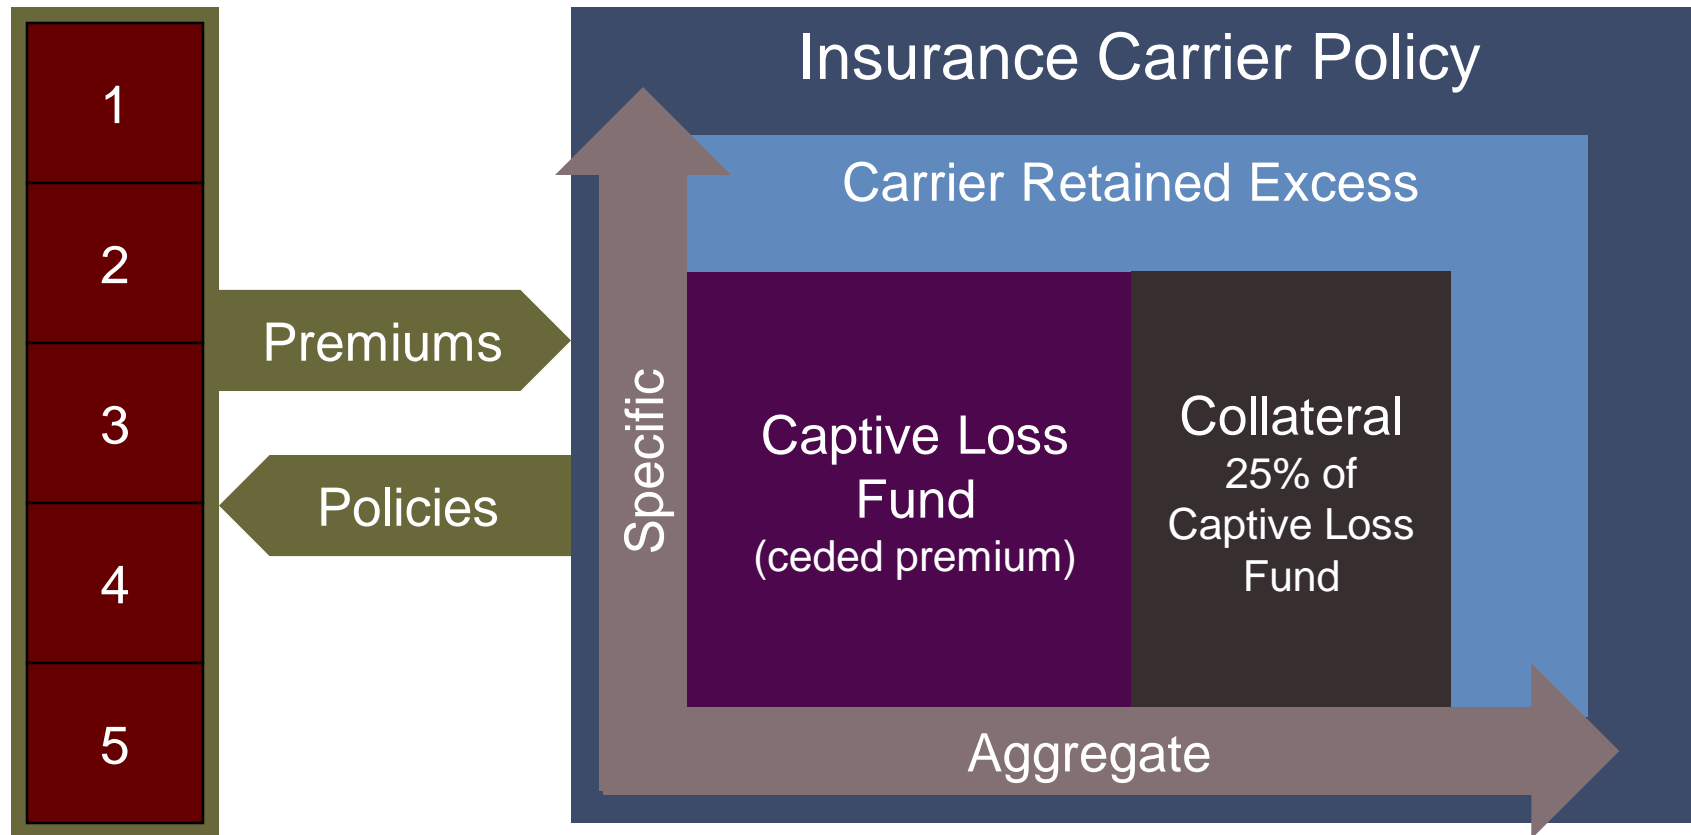 1
2
3
4
5
Premiums
Policies
Insurance Carrier Policy
Carrier Retained Excess
Specific
Captive Loss
Fund
(ceded premium)
Collateral
25% of
Captive Loss
Fund
Aggregate